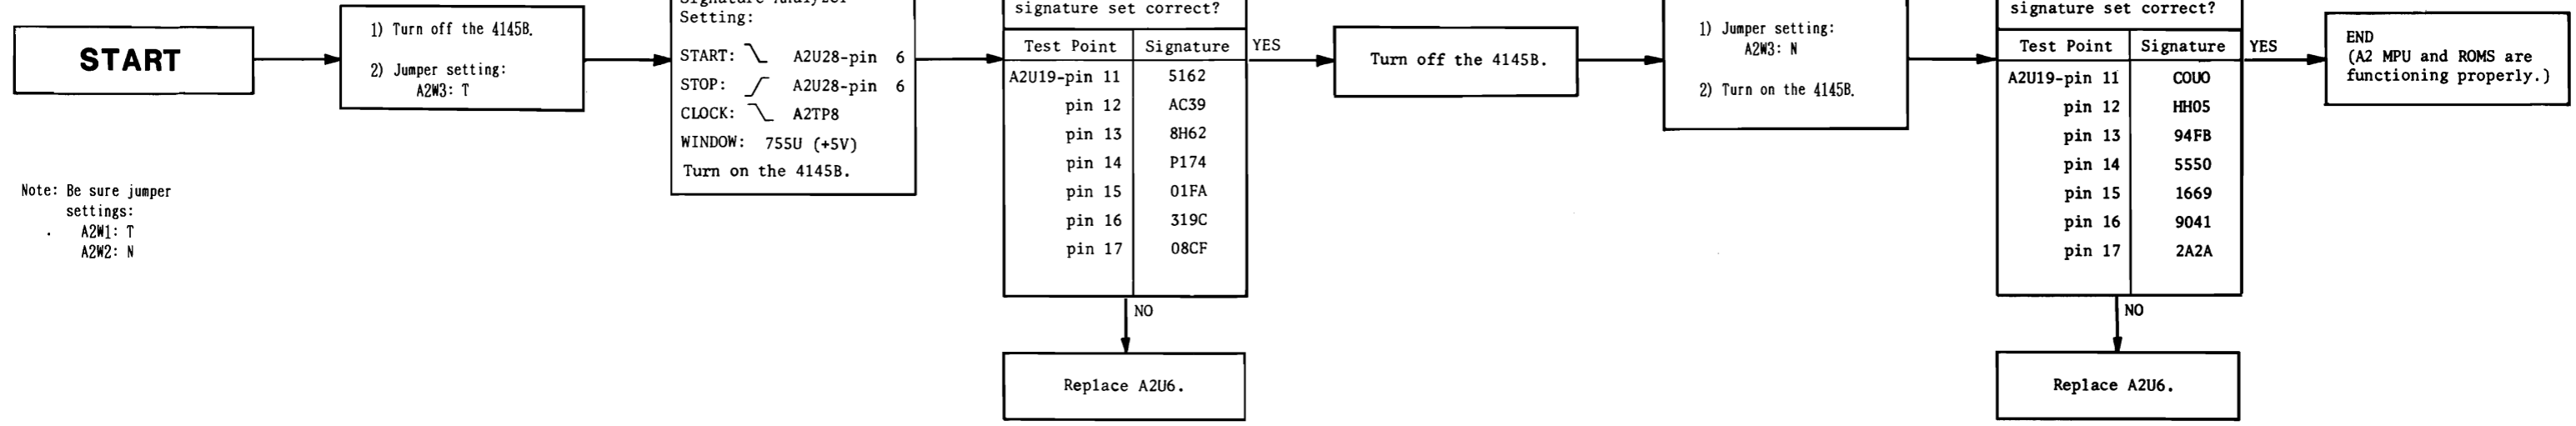 START
1) Turn off the 4145B.
2) Jumper setting:
A2W3: T
Note: Be sure jumper
settings:
A2W1: T
A2W2: N
Signature Analyzer
Setting:
START: A2U28-pin 6
STOP: A2U28-pin 6
CLOCK: A2TP8
WINDOW: 755U (+5V)
Turn on the 4145B.
signature set correct?
Test Point Signature
A2U19-pin 11 5162
pin 12 AC39
pin 13 8H62
pin 14 P174
pin 15 01FA
pin 16 319C
pin 17 08CF
YES
NO
Replace A2U6.
Turn off the 4145B.
1) Jumper setting:
A2W3: N
2) Turn on the 4145B.
signature set correct?
Test Point Signature
A2U19-pin 11 COUO
pin 12 HH05
pin 13 94FB
pin 14 5550
pin 15 1669
pin 16 9041
pin 17 2A2A
YES
NO
Replace A2U6.
END
(A2 MPU and ROMS are
functioning properly.)